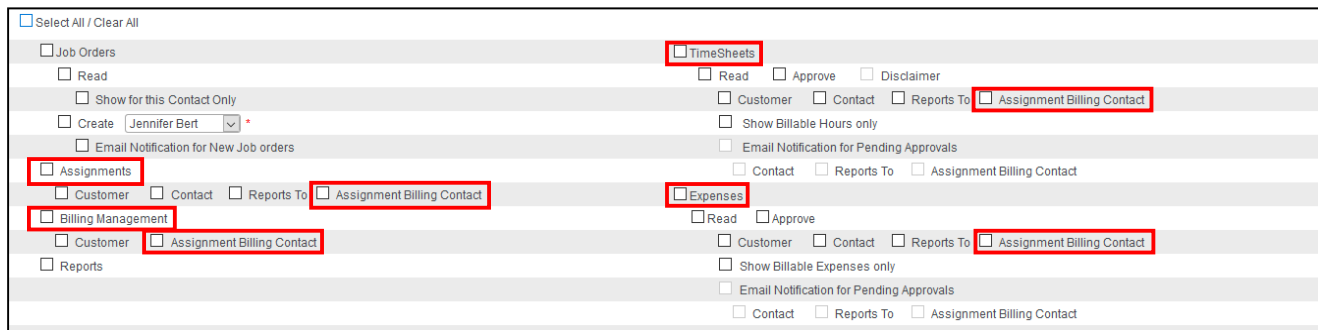 Select All / Clear All
Job Orders
Read
Show for this Contact Only
Create Jennifer Bert *
Email Notification for New Job orders
Assignments
Customer Contact Reports To Assignment Billing Contact
Billing Management
Customer Assignment Billing Contact
Reports
TimeSheets
Read Approve Disclaimer
Customer Contact Reports To Assignment Billing Contact
Show Billable Hours only
Email Notification for Pending Approvals
Contact Reports To Assignment Billing Contact
Expenses
Read Approve
Customer Contact Reports To Assignment Billing Contact
Show Billable Expenses only
Email Notification for Pending Approvals
Contact Reports To Assignment Billing Contact